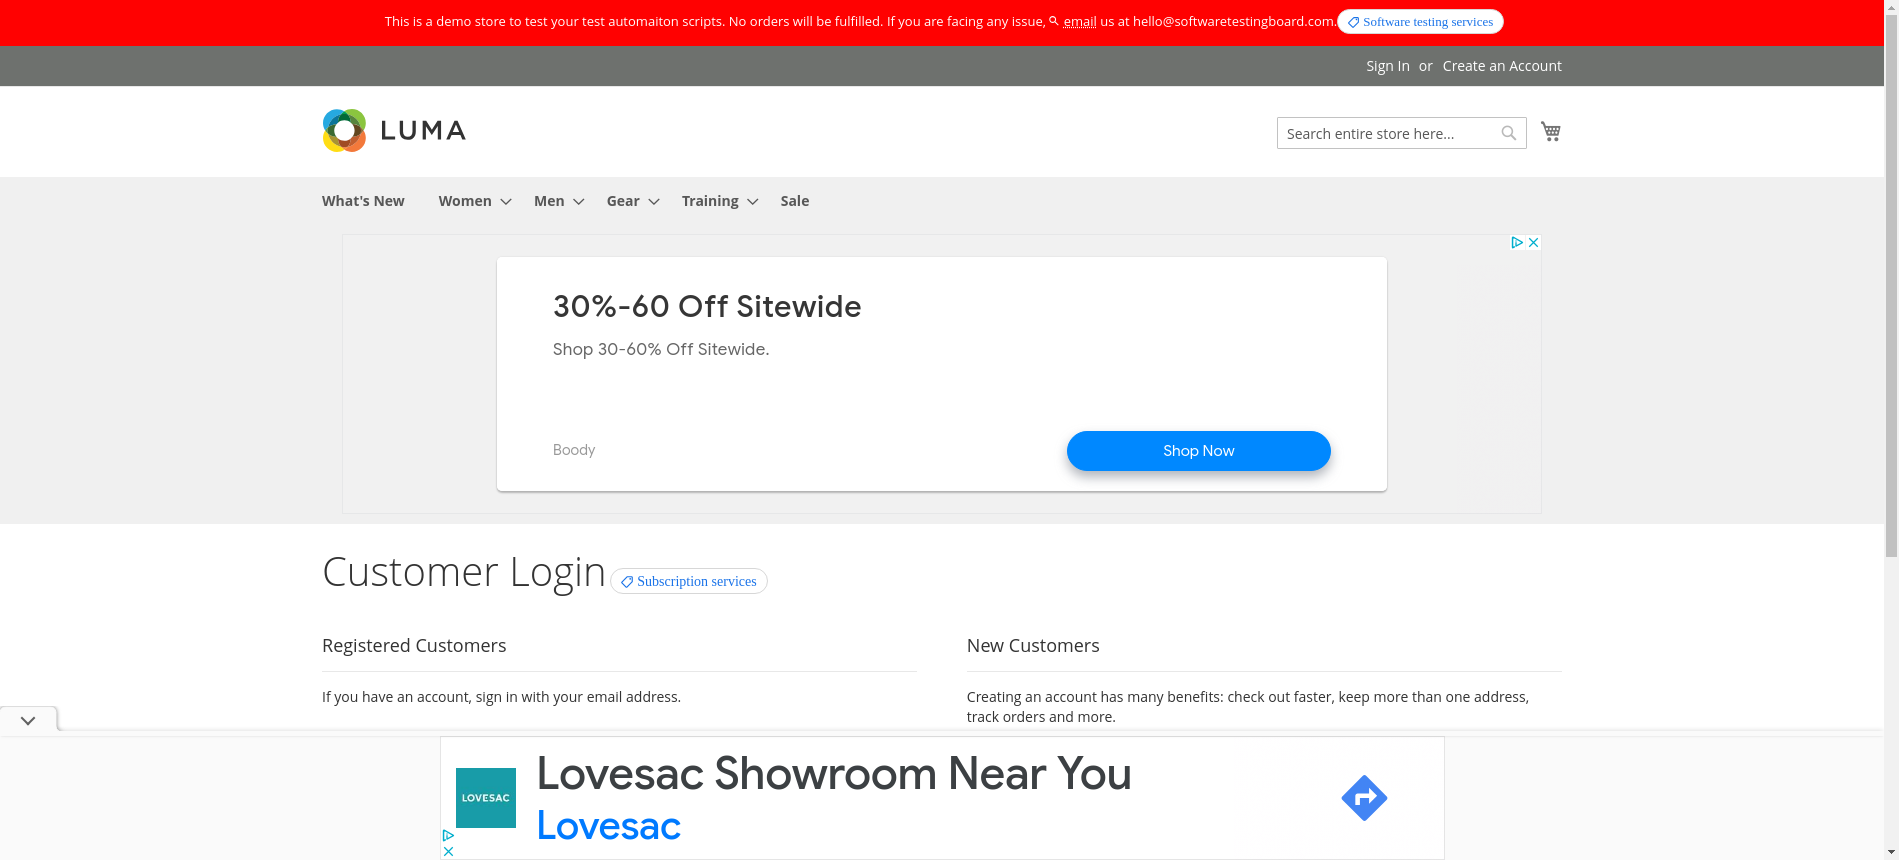 This is a demo store to test your test automaiton scripts. No orders will be fulfilled. If you are facing any issue, email us at hello@softwaretestingboard.com. Software testing services
Sign In or Create an Account
LUMA
Search entire store here...
What's New Women Men Gear Training Sale
30%-60 Off Sitewide
Shop 30-60% Off Sitewide.
Boody
Shop Now
Customer Login Subscription services
Registered Customers
If you have an account, sign in with your email address.
New Customers
Creating an account has many benefits: check out faster, keep more than one address,
track orders and more.
LOVESAC
Lovesac Showroom Near You
Lovesac